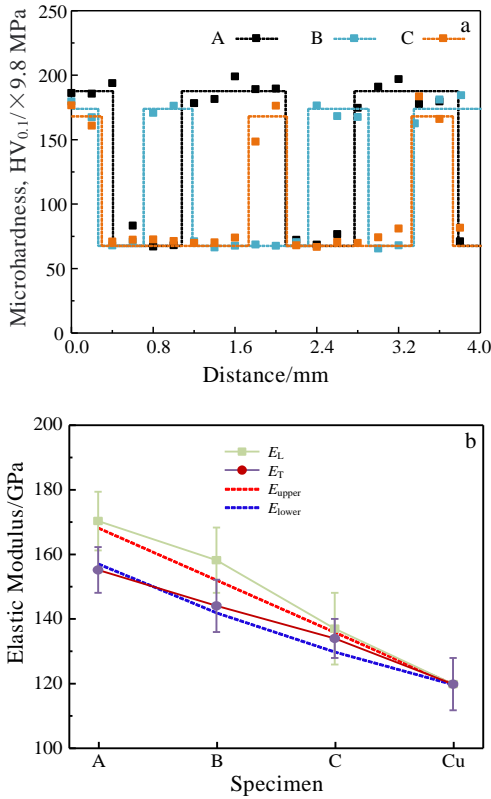 a
A B C
250
200
150
100
50
0
Microhardness, HV0.1/×9.8 MPa
0.0 0.8 1.6 2.4 3.2 4.0
Distance/mm
b
EL
ET
Eupper
Elower
200
180
160
140
120
100
Elastic Modulus/GPa
A B C Cu
Specimen